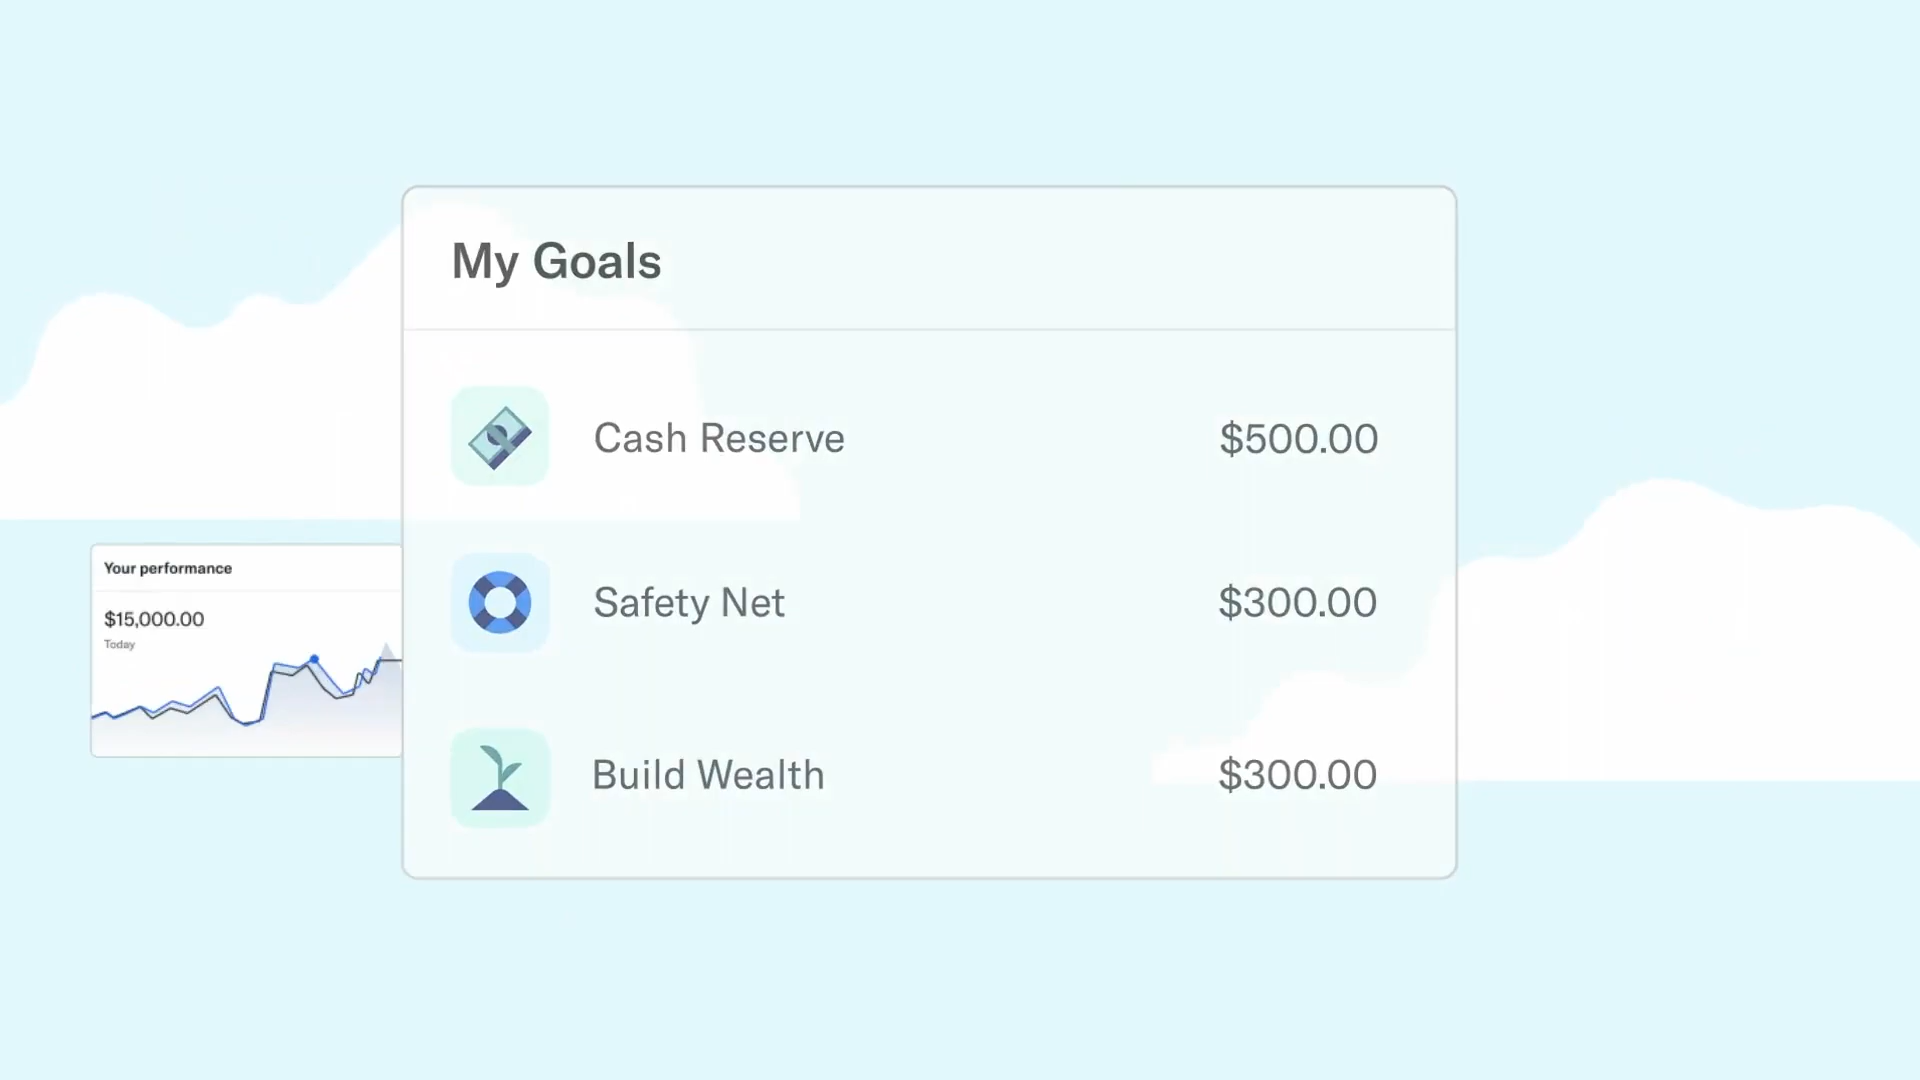 My Goals
Cash Reserve $500.00
Safety Net $300.00
Build Wealth $300.00
Your performance
$15,000.00
Today